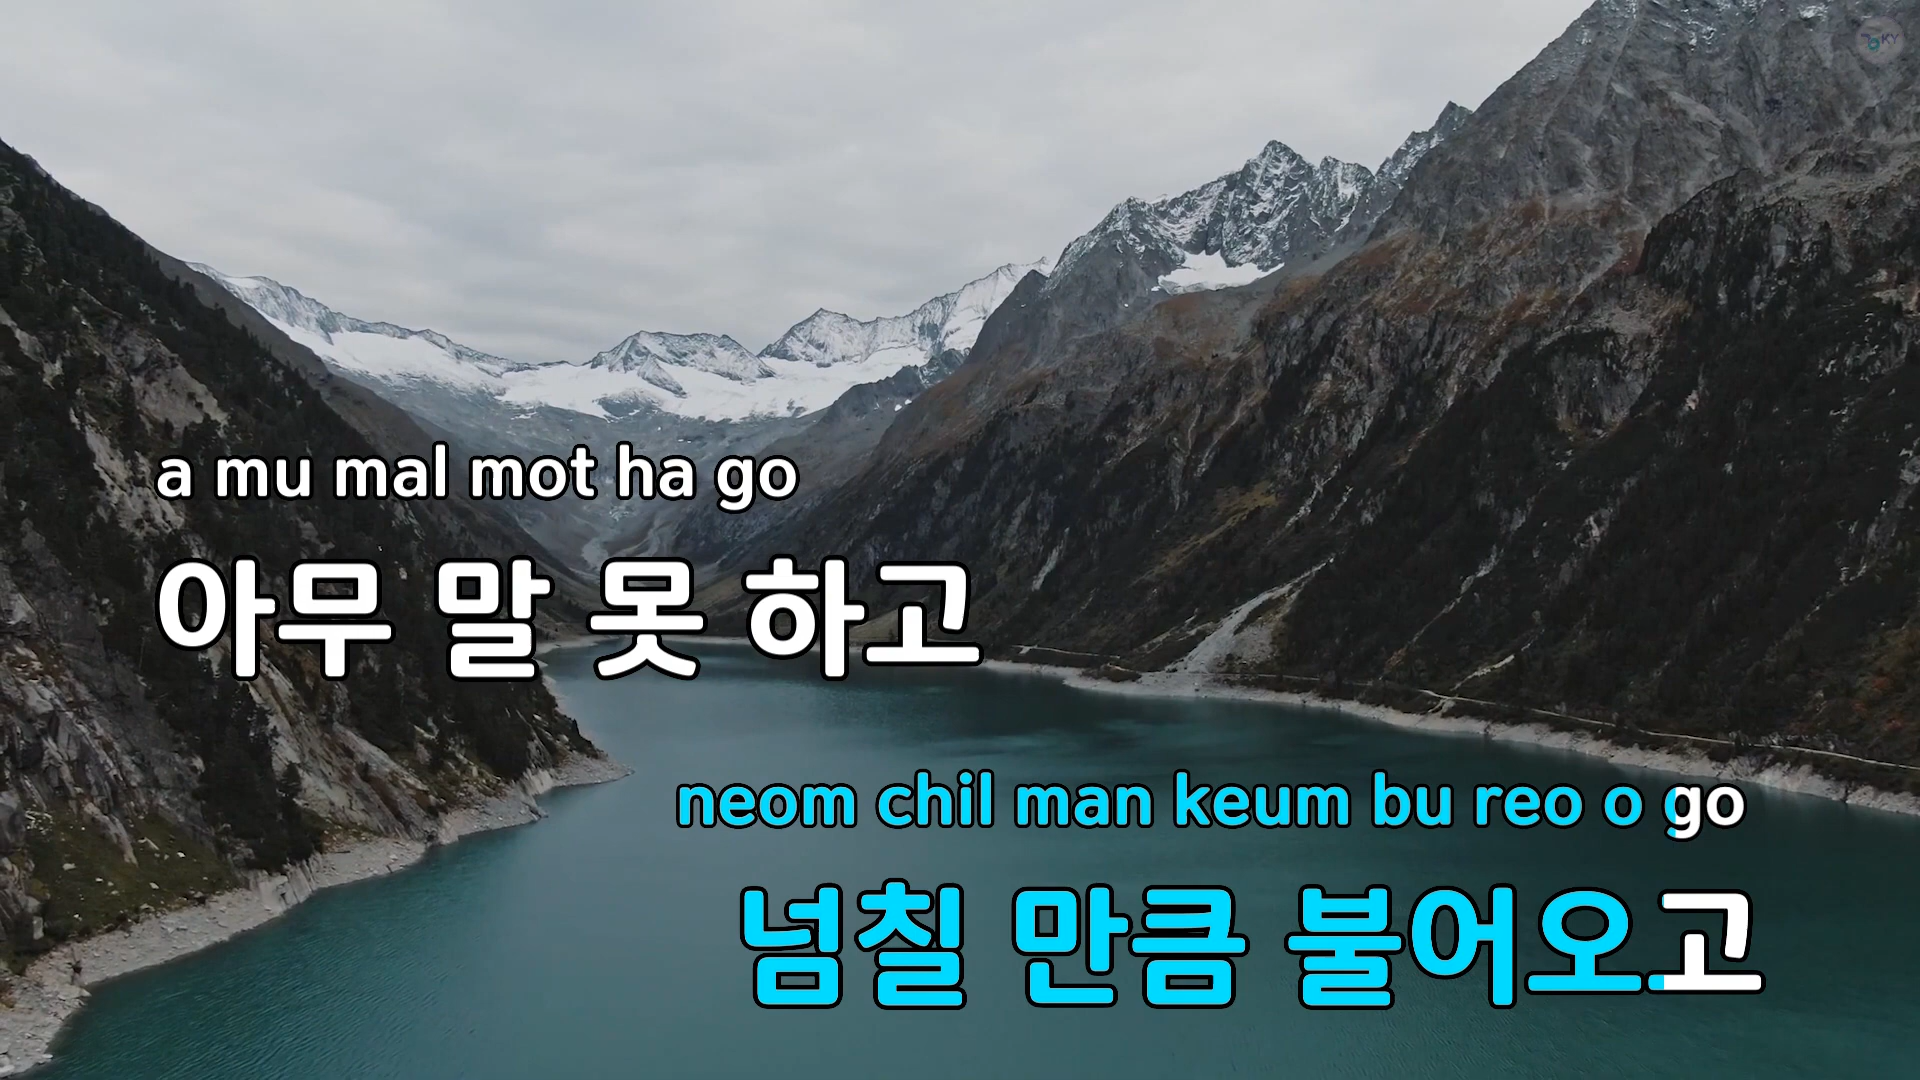 KY
a mu mal mot ha go
아무 말 못 하고
neom chil man keum bu reo o go
넘칠 만큼 불어오고